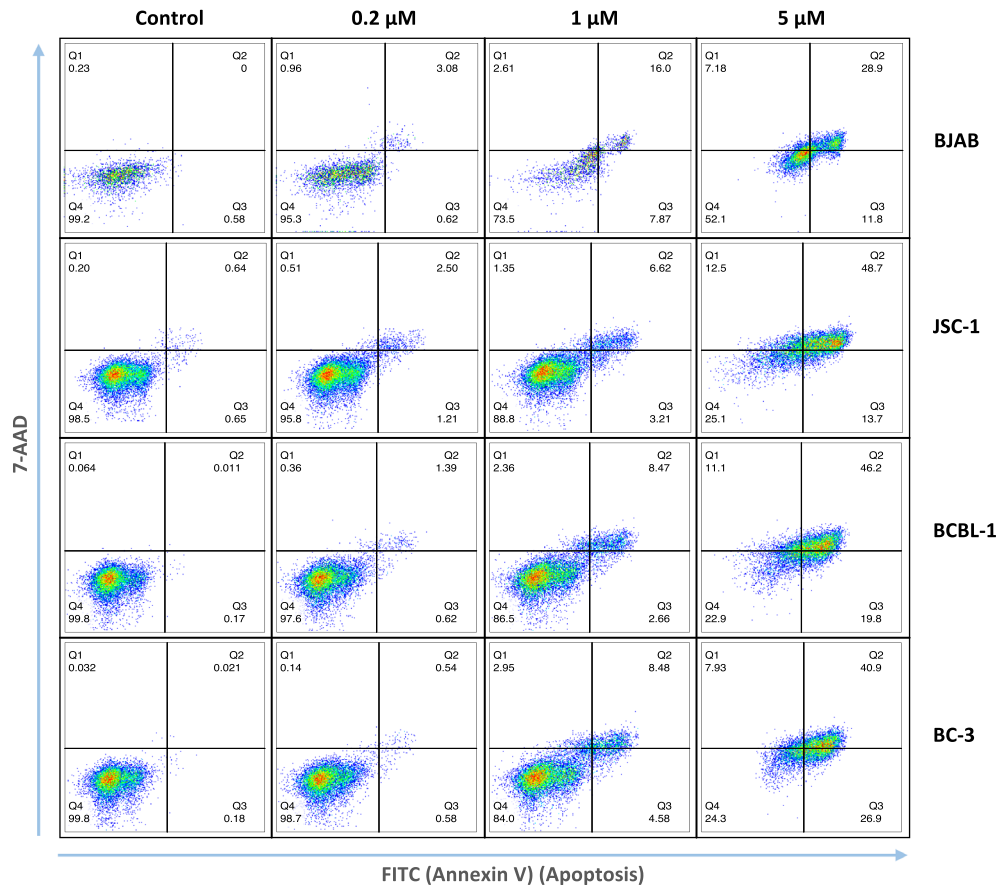 Control 0.2 µM 1 µM 5 µM
Q1 Q2 Q1 Q2 Q1 Q2 Q1 Q2
0.23 0 0.96 3.08 2.61 16.0 7.18 28.9
BJAB
Q4 Q3 Q4 Q3 Q4 Q3 Q4 Q3
99.2 0.58 95.3 0.62 73.5 7.87 52.1 11.8
Q1 Q2 Q1 Q2 Q1 Q2 Q1 Q2
0.20 0.64 0.51 2.50 1.35 6.62 12.5 48.7
JSC-1
Q4 Q3 Q4 Q3 Q4 Q3 Q4 Q3
98.5 0.65 95.8 1.21 88.8 3.21 25.1 13.7
7-AAD
Q1 Q2 Q1 Q2 Q1 Q2 Q1 Q2
0.064 0.011 0.36 1.39 2.36 8.47 11.1 46.2
BCBL-1
Q4 Q3 Q4 Q3 Q4 Q3 Q4 Q3
99.8 0.17 97.6 0.62 86.5 2.66 22.9 19.8
Q1 Q2 Q1 Q2 Q1 Q2 Q1 Q2
0.032 0.021 0.14 0.54 2.95 8.48 7.93 40.9
BC-3
Q4 Q3 Q4 Q3 Q4 Q3 Q4 Q3
99.8 0.18 98.7 0.58 84.0 4.58 24.3 26.9
FITC (Annexin V) (Apoptosis)